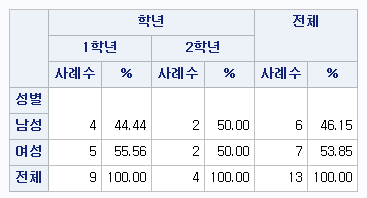 학년 전체
1학년 2학년
사례수 % 사례수 % 사례수 %
성별
남성 4 44.44 2 50.00 6 46.15
여성 5 55.56 2 50.00 7 53.85
전체 9 100.00 4 100.00 13 100.00